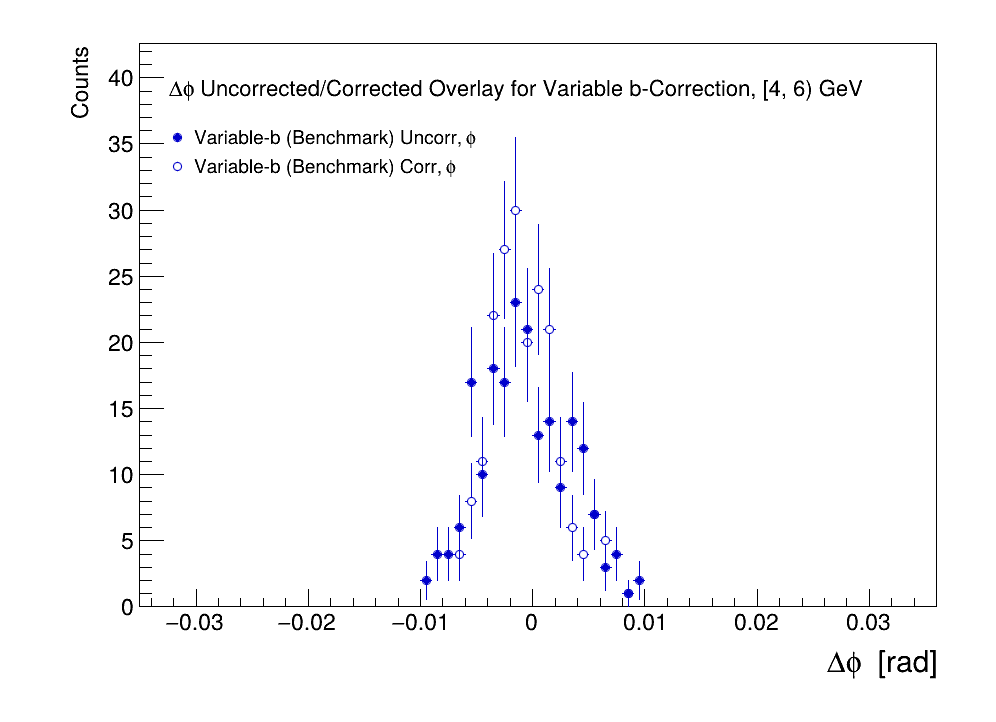 Counts
Δϕ Uncorrected/Corrected Overlay for Variable b-Correction, [4, 6) GeV
Variable-b (Benchmark) Uncorr, ϕ
Variable-b (Benchmark) Corr, ϕ
40
35
30
25
20
15
10
5
0
−0.03 −0.02 −0.01 0 0.01 0.02 0.03
Δϕ [rad]